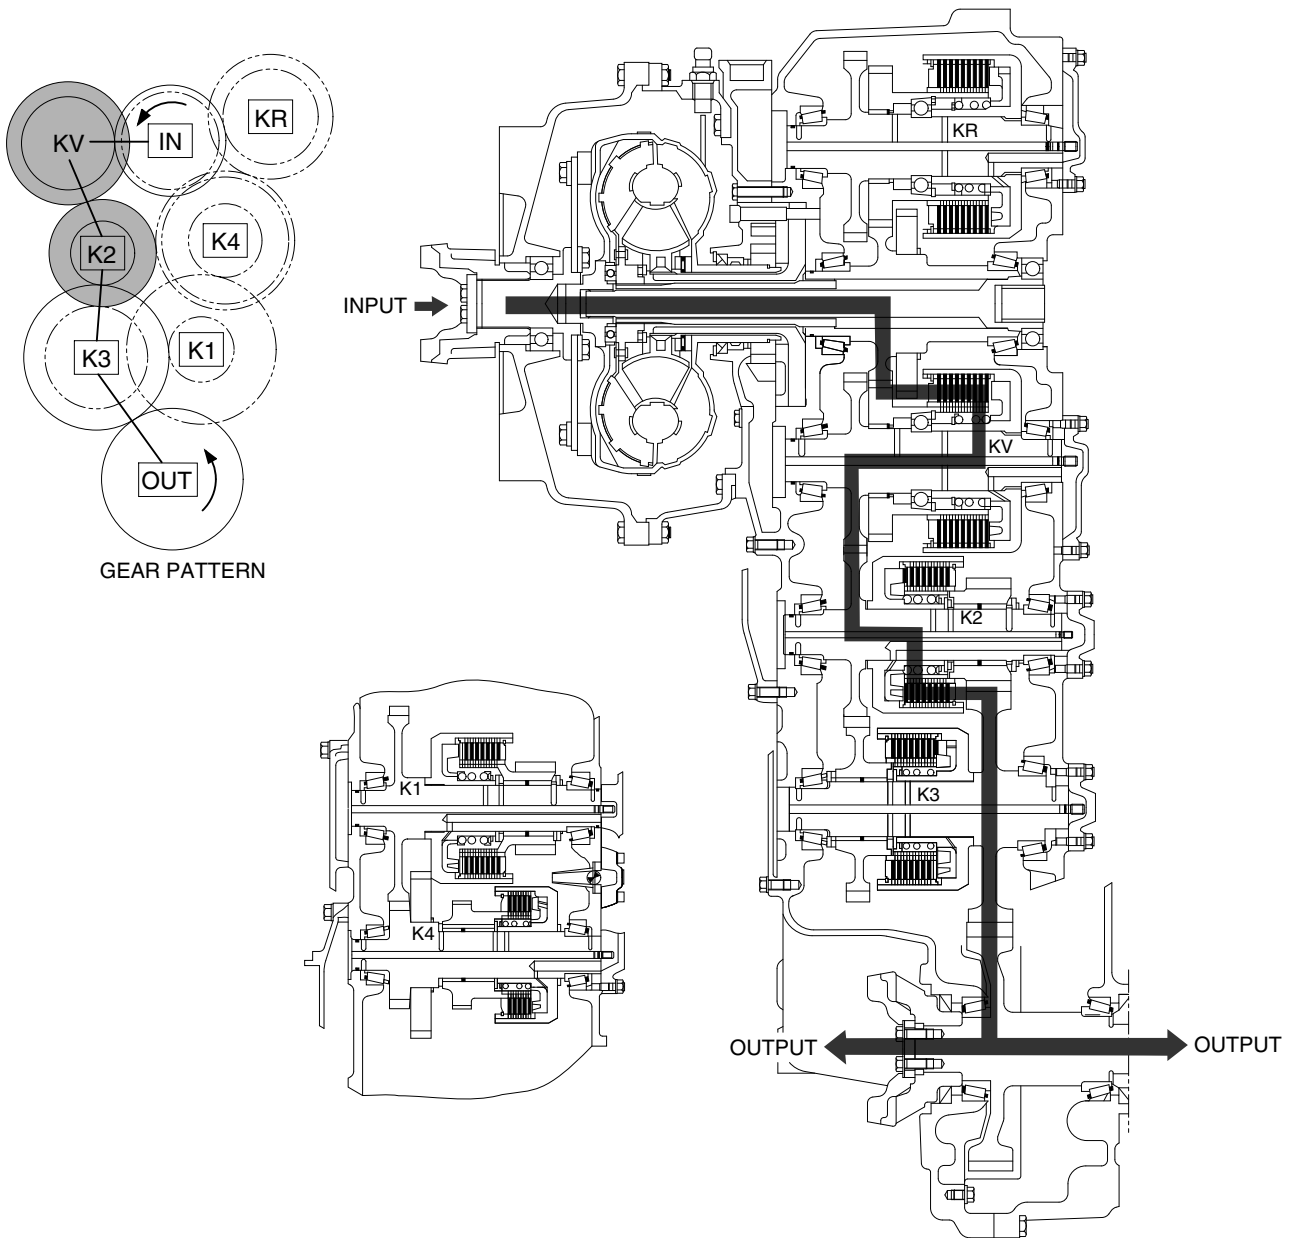 KV
IN
KR
K2
K4
K3
K1
OUT
GEAR PATTERN
INPUT
KR
KV
K2
K3
K1
K4
OUTPUT
OUTPUT